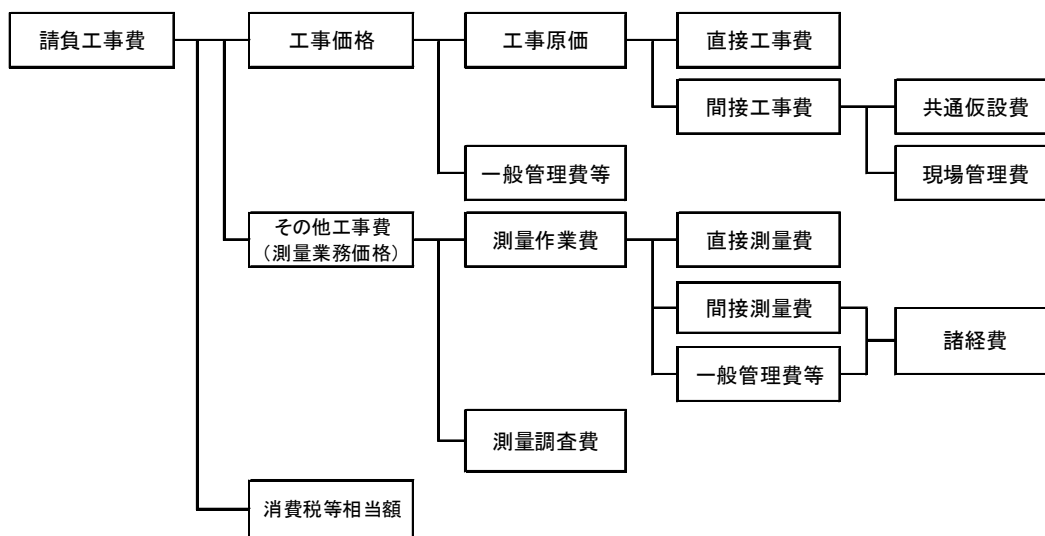 請負工事費
工事価格
工事原価
直接工事費
間接工事費
共通仮設費
現場管理費
一般管理費等
その他工事費
（測量業務価格）
測量作業費
直接測量費
間接測量費
一般管理費等
諸経費
測量調査費
消費税等相当額